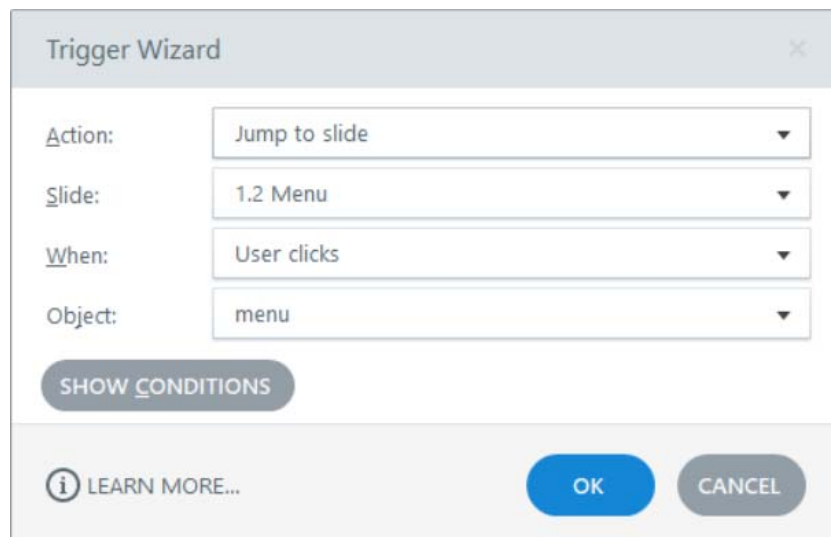 Trigger Wizard
Action: Jump to slide
Slide: 1.2 Menu
When: User clicks
Object: menu
SHOW CONDITIONS
LEARN MORE... OK CANCEL